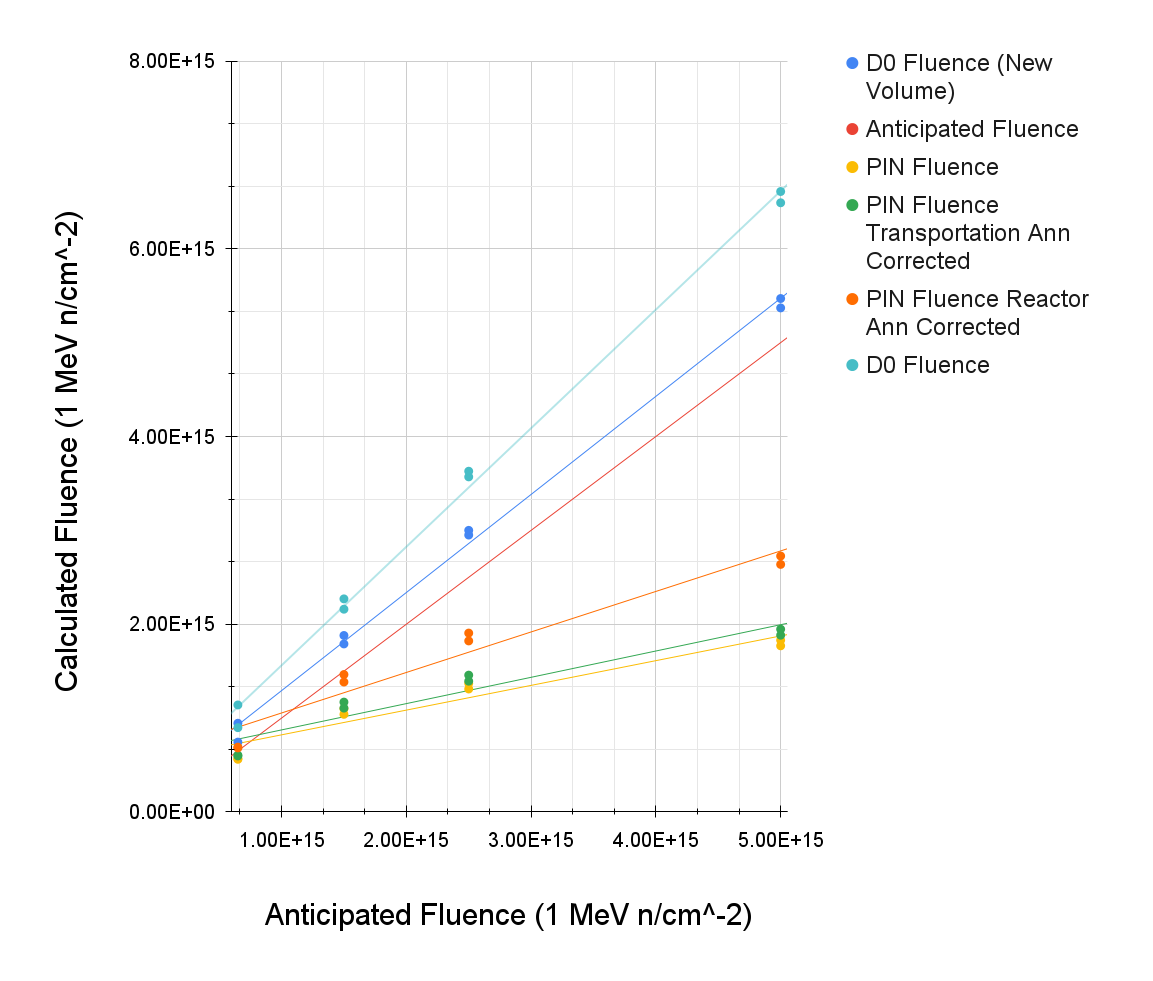 8.00E+15
6.00E+15
4.00E+15
2.00E+15
0.00E+00
1.00E+15
2.00E+15
3.00E+15
4.00E+15
5.00E+15
Calculated Fluence (1 MeV n/cm^-2)
Anticipated Fluence (1 MeV n/cm^-2)
D0 Fluence (New
Volume)
Anticipated Fluence
PIN Fluence
PIN Fluence
Transportation Ann
Corrected
PIN Fluence Reactor
Ann Corrected
D0 Fluence